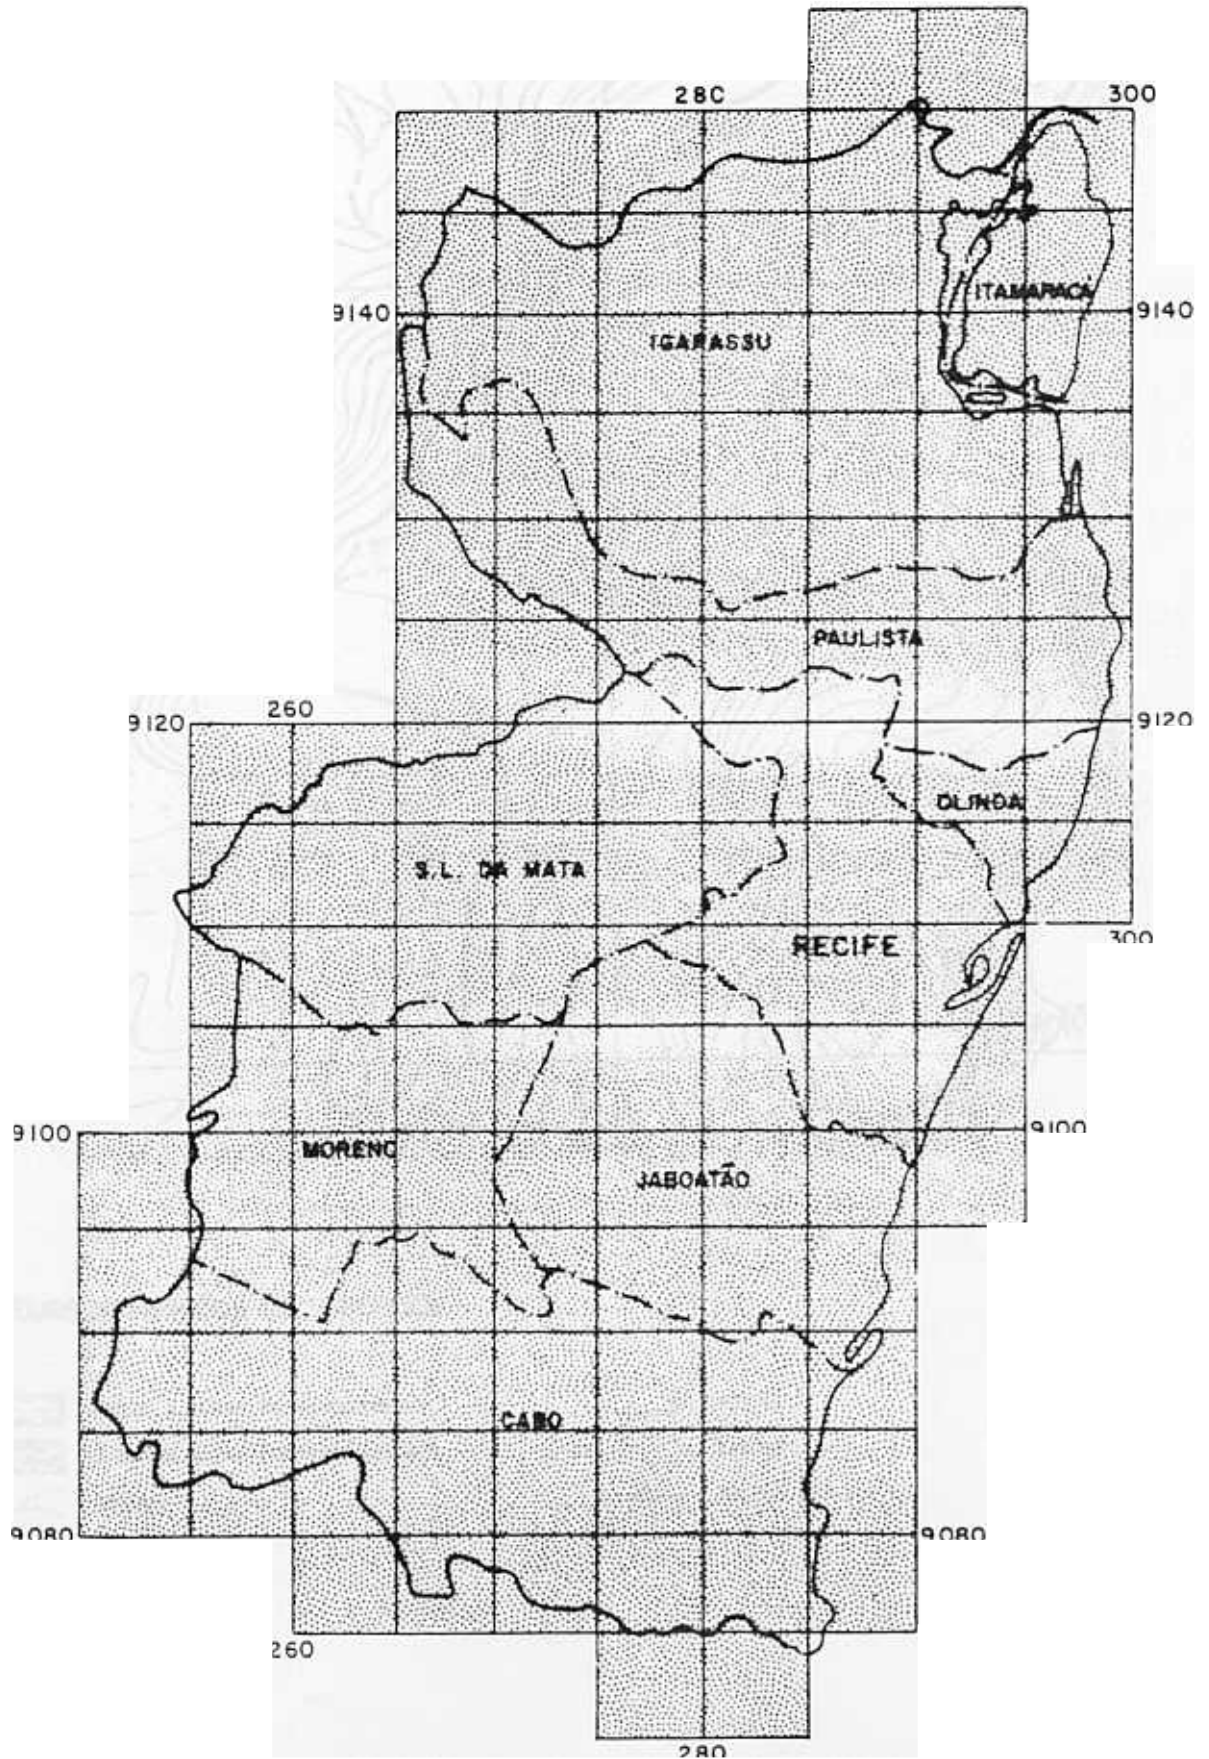 28C 300
9140 ITAMARACÁ 9140
IGARASSU
PAULISTA
9120 260 9120
OLINDA
S.L. DA MATA
RECIFE 300
9100 MORENO 9100
JABOATÃO
CABO
9080 9080
260
280